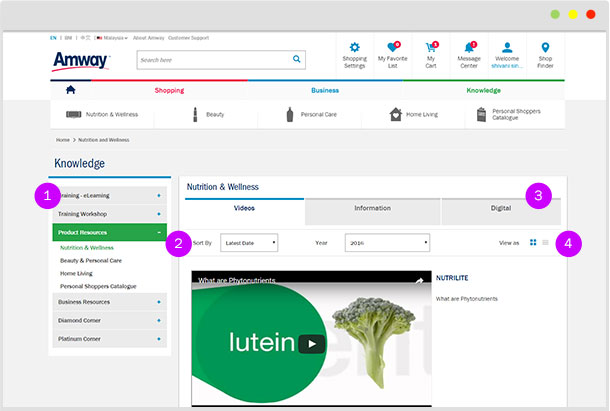 EN | BM | 中文 | Malaysia About Amway Customer Support
Amway
Search here
Shopping Settings
6
My Favorite List
3
My Cart
1
Message Center
Welcome
Shop Finder
Shopping
Business
Knowledge
Nutrition & Wellness
Beauty
Personal Care
Home Living
Personal Shoppers Catalogue
Home > Nutrition and Wellness
Knowledge
1
Training - eLearning +
Training Workshop +
Product Resources −
Nutrition & Wellness
Beauty & Personal Care
Home Living
Personal Shoppers Catalogue
Business Resources +
Diamond Corner +
Platinum Corner +
Nutrition & Wellness
Videos
Information
Digital
3
2
Sort By
Latest Date
Year
2016
View as
4
What are Phytonutrients
lutein
NUTRILITE
What are Phytonutrients